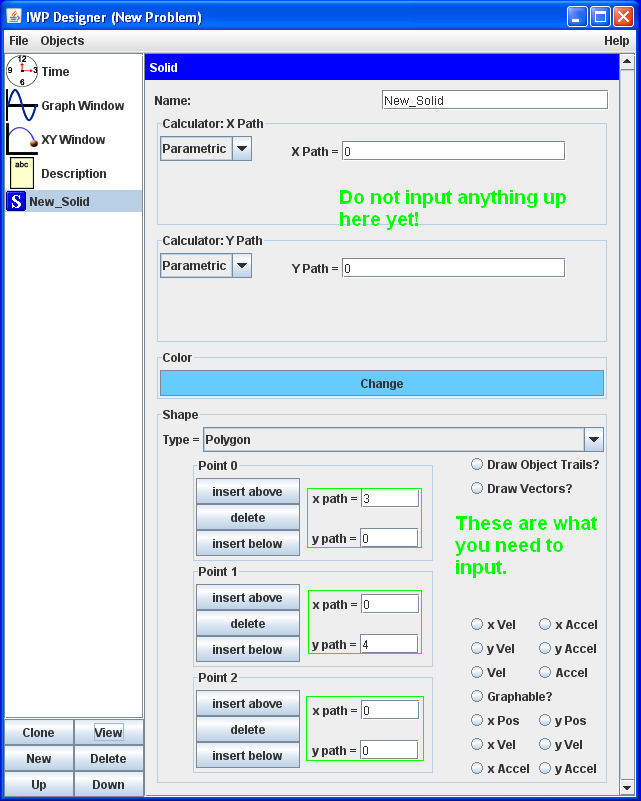 IWP Designer (New Problem)
File Objects Help
12
9 3
6
Time
Graph Window
XY Window
abc
Description
S New_Solid
Clone View
New Delete
Up Down
Solid
Name: New_Solid
Calculator: X Path
Parametric X Path = 0
Do not input anything up
here yet!
Calculator: Y Path
Parametric Y Path = 0
Color
Change
Shape
Type = Polygon
Point 0
insert above
delete
insert below
x path = 3
y path = 0
Point 1
insert above
delete
insert below
x path = 0
y path = 4
Point 2
insert above
delete
insert below
x path = 0
y path = 0
Draw Object Trails?
Draw Vectors?
These are what
you need to
input.
x Vel x Accel
y Vel y Accel
Vel Accel
Graphable?
x Pos y Pos
x Vel y Vel
x Accel y Accel